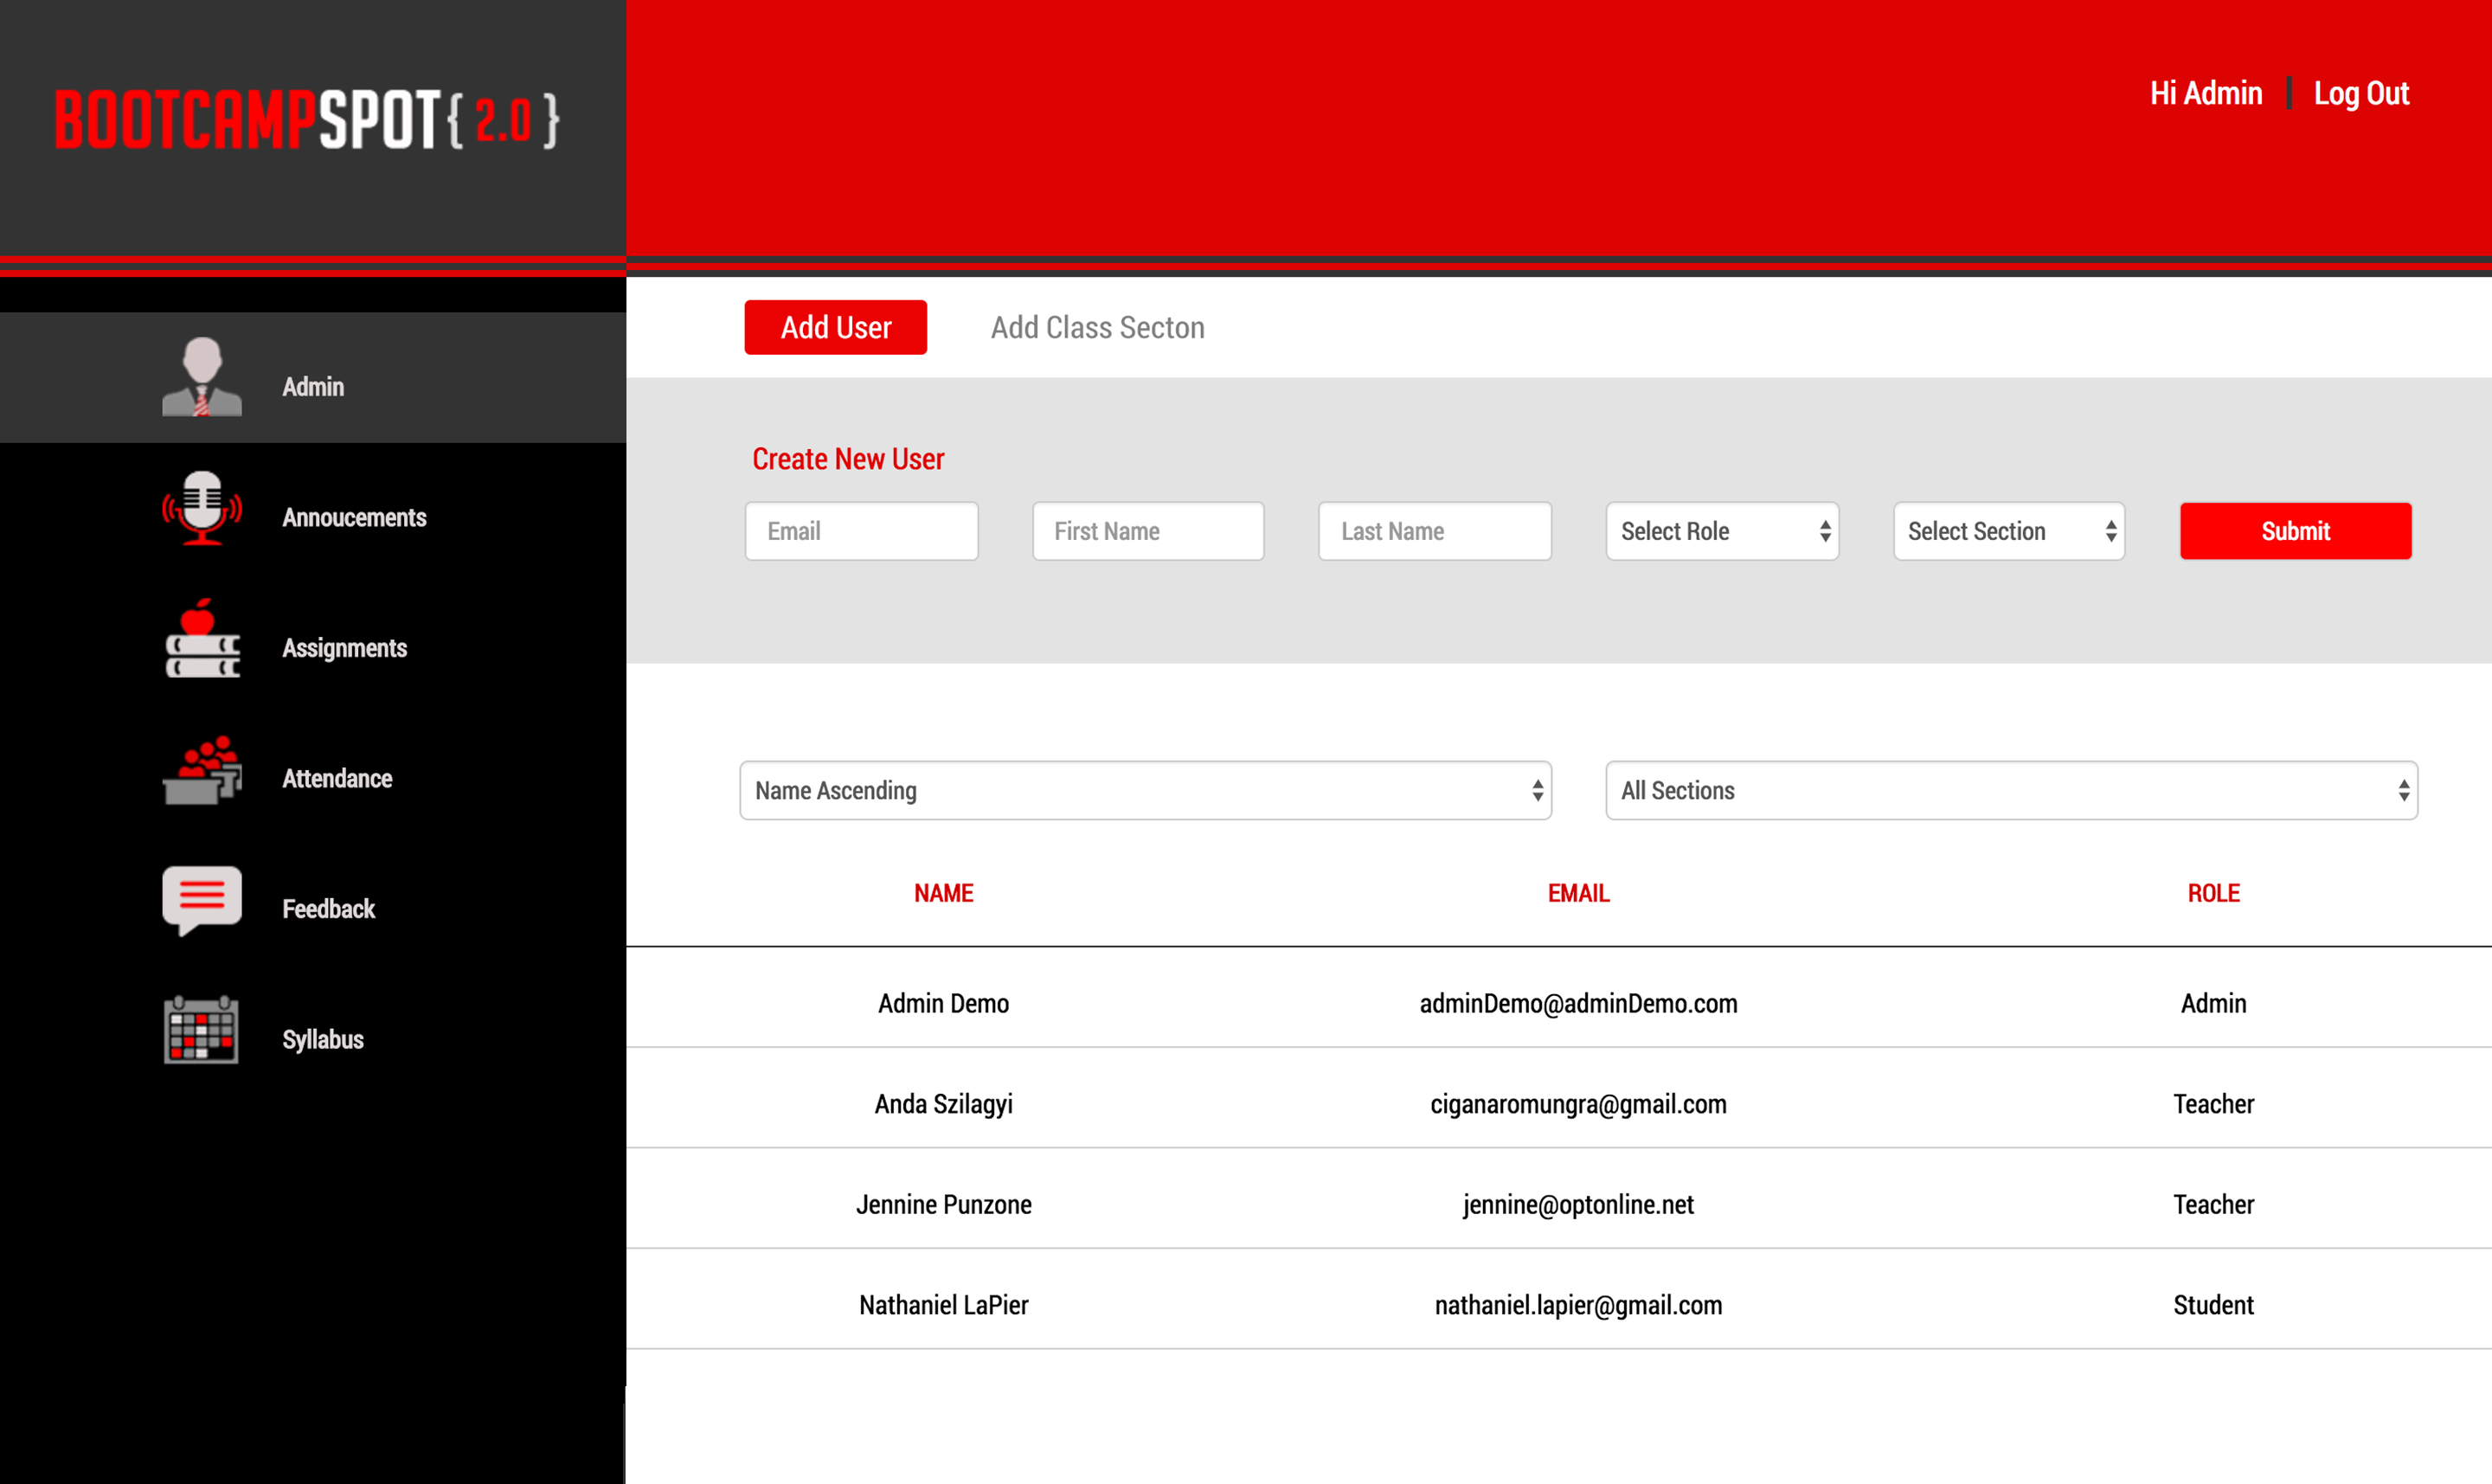 BOOTCAMPSPOT{ 2.0 }
Hi Admin | Log Out
Add User Add Class Secton
Admin
Annoucements
Assignments
Attendance
Feedback
Syllabus
Create New User
Email First Name Last Name Select Role Select Section Submit
Name Ascending All Sections
NAME EMAIL ROLE
Admin Demo adminDemo@adminDemo.com Admin
Anda Szilagyi ciganaromungra@gmail.com Teacher
Jennine Punzone jennine@optonline.net Teacher
Nathaniel LaPier nathaniel.lapier@gmail.com Student